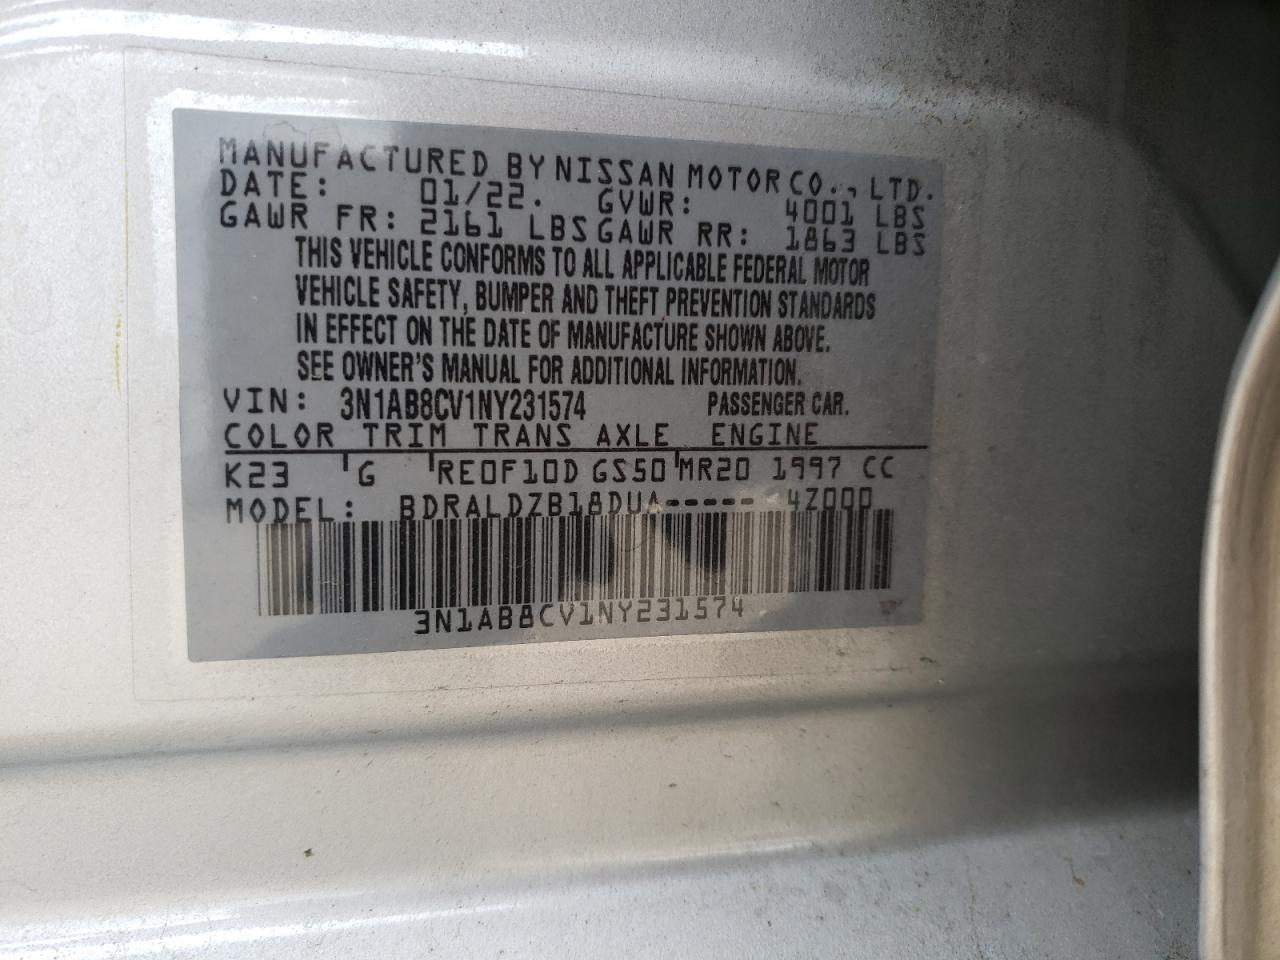 MANUFACTURED BY NISSAN MOTOR CO., LTD.
DATE: 01/22. GVWR: 4001 LBS
GAWR FR: 2161 LBS GAWR RR: 1863 LBS
THIS VEHICLE CONFORMS TO ALL APPLICABLE FEDERAL MOTOR
VEHICLE SAFETY, BUMPER AND THEFT PREVENTION STANDARDS
IN EFFECT ON THE DATE OF MANUFACTURE SHOWN ABOVE.
SEE OWNER'S MANUAL FOR ADDITIONAL INFORMATION.
VIN: 3N1AB8CV1NY231574 PASSENGER CAR.
COLOR TRIM TRANS AXLE ENGINE
K23 G RE0F10D GS50 MR20 1997 CC
MODEL: BDRALDZB18DUA----- 4Z000
3N1AB8CV1NY231574